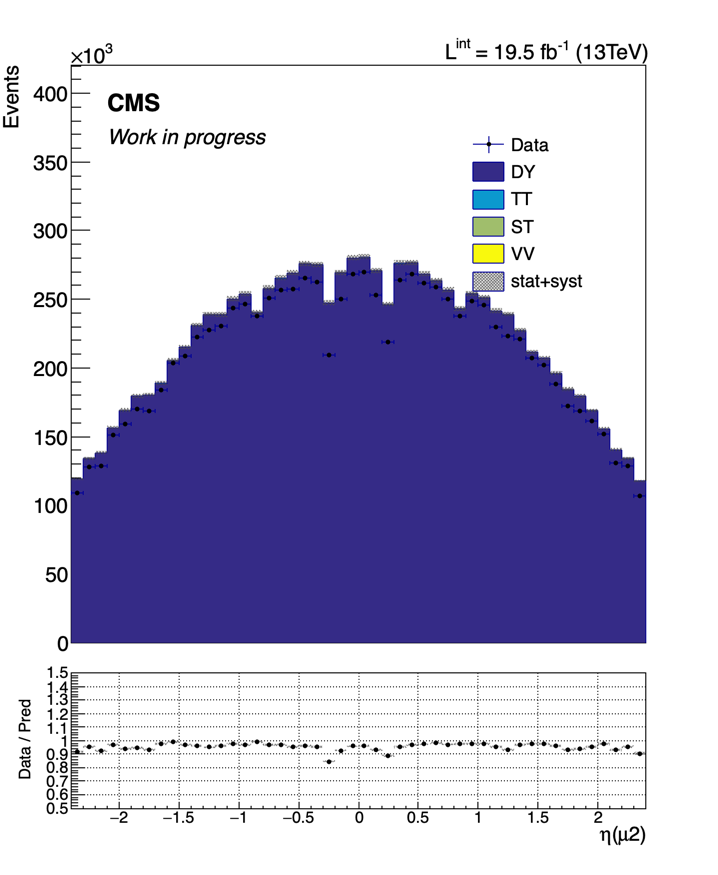 ×10³
L^int = 19.5 fb⁻¹ (13TeV)
Events
CMS
Work in progress
Data
DY
TT
ST
VV
stat+syst
400
350
300
250
200
150
100
50
0
Data / Pred
1.5
1.4
1.3
1.2
1.1
1
0.9
0.8
0.7
0.6
0.5
−2
−1.5
−1
−0.5
0
0.5
1
1.5
2
η(μ2)